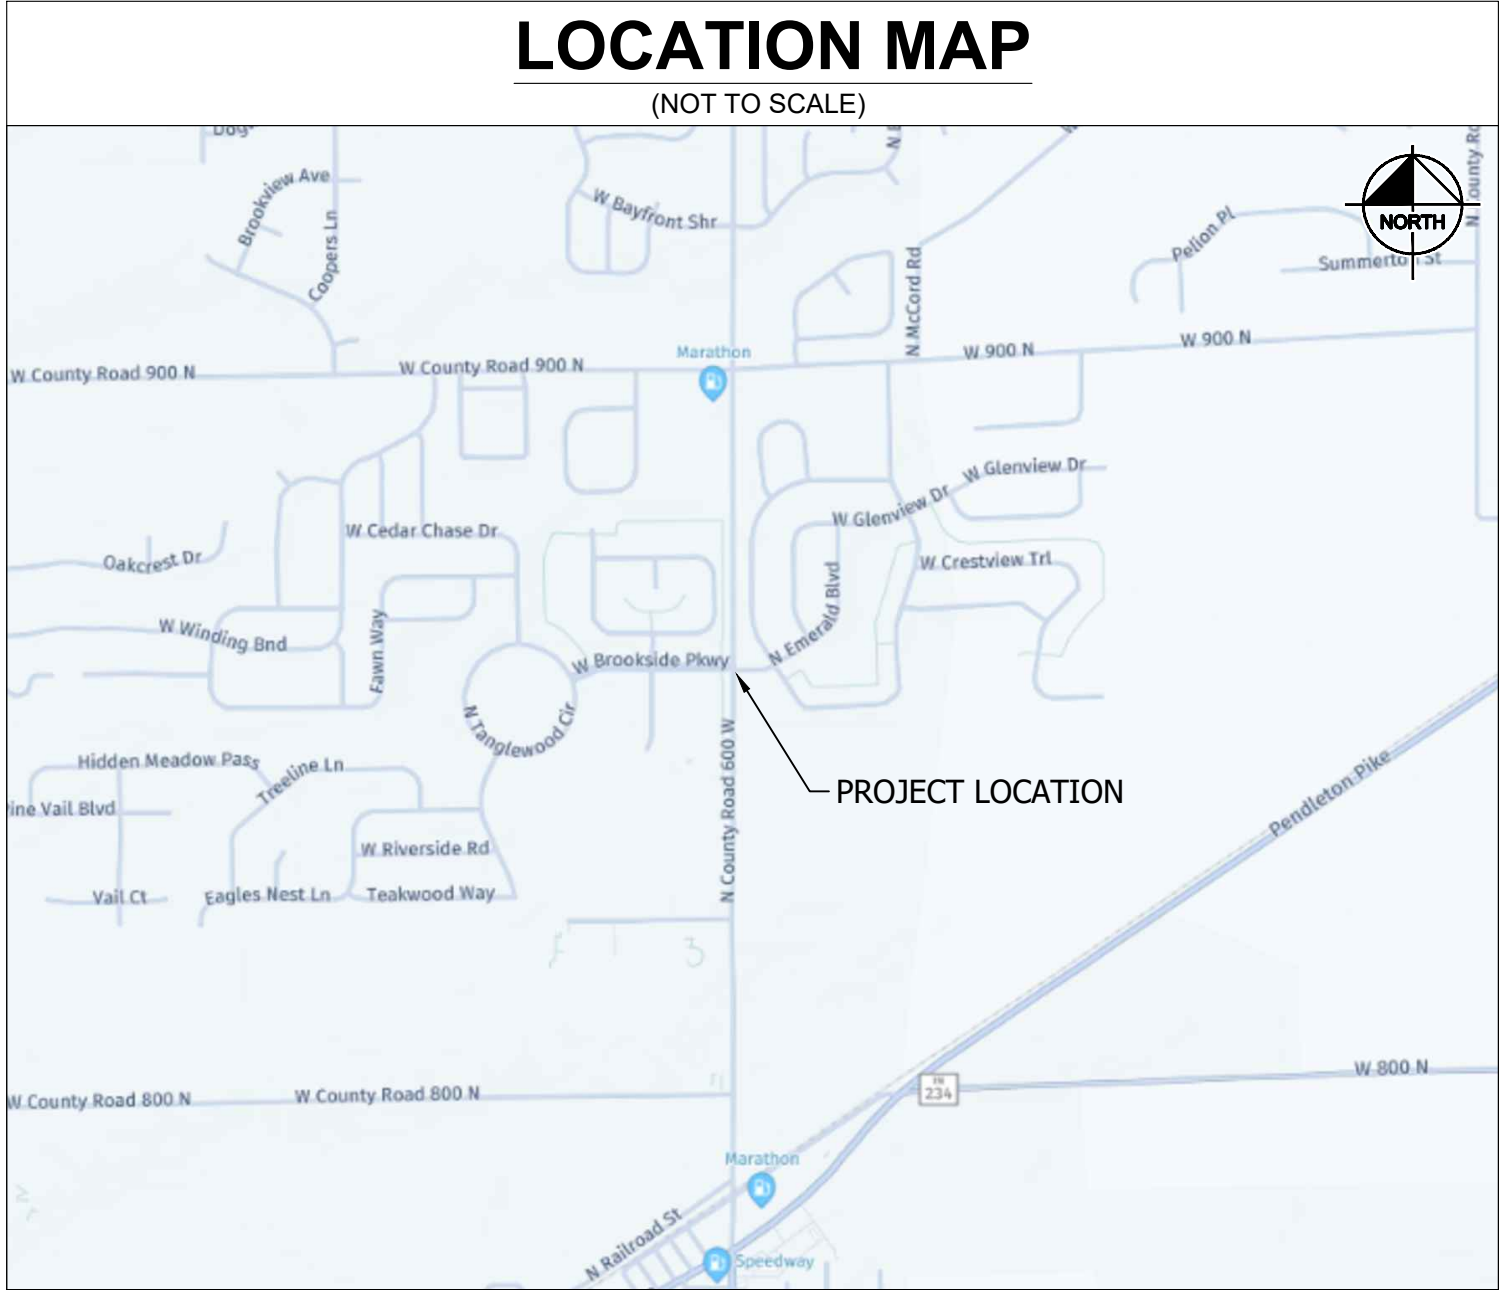 LOCATION MAP
(NOT TO SCALE)
Brookview Ave
Coopers Ln
W Bayfront Shr
N McCord Rd
Pelion Pl
NORTH
W County Road 900 N
W County Road 900 N
Marathon
W 900 N
W 900 N
W Glenview Dr
W Glenview Dr
W Cedar Chase Dr
Oakcrest Dr
W Crestview Trl
N Emerald Blvd
W Winding Bnd
Fawn Way
W Brookside Pkwy
N Tanglewood Cir
N County Road 600 W
PROJECT LOCATION
Hidden Meadow Pass
Treeline Ln
Vail Blvd
W Riverside Rd
Vail Ct
Eagles Nest Ln
Teakwood Way
Pendleton Pike
W County Road 800 N
W County Road 800 N
IN
234
W 800 N
Marathon
N Railroad St
Speedway